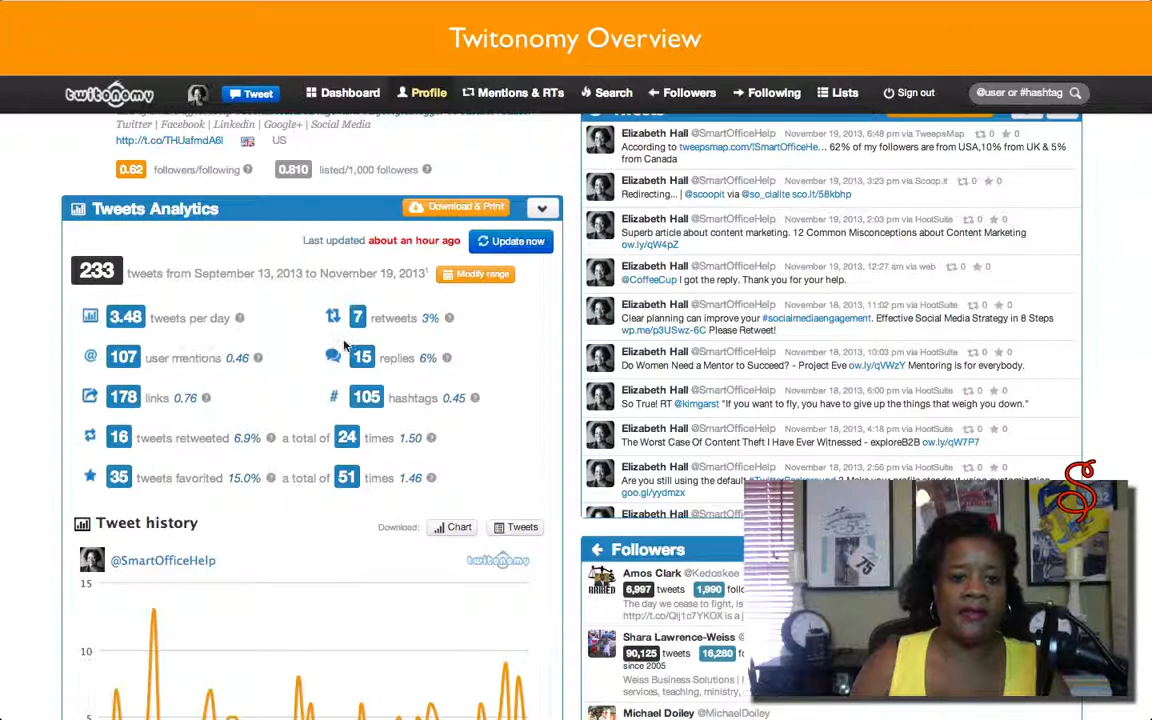 Twitonomy Overview
twitonomy Tweet Dashboard Profile Mentions & RTs Search Followers Following Lists Sign out @user or #hashtag
Twitter | Facebook | Linkedin | Google+ | Social Media
http://t.co/THUafmdA6l US
0.62 followers/following 0.810 listed/1,000 followers
Tweets Analytics Download & Print
Last updated about an hour ago Update now
233 tweets from September 13, 2013 to November 19, 2013¹ Modify range
3.48 tweets per day 7 retweets 3%
107 user mentions 0.46 15 replies 6%
178 links 0.76 # 105 hashtags 0.45
16 tweets retweeted 6.9% a total of 24 times 1.50
35 tweets favorited 15.0% a total of 51 times 1.46
Tweet history Download: Chart Tweets
@SmartOfficeHelp twitonomy
15
10
5
Elizabeth Hall @SmartOfficeHelp November 19, 2013, 6:48 pm via TweepsMap 0 0
According to tweepsmap.com/!SmartOfficeHe... 62% of my followers are from USA,10% from UK & 5%
from Canada
Elizabeth Hall @SmartOfficeHelp November 19, 2013, 3:23 pm via Scoop.it 0 0
Redirecting... | @scoopit via @so_cialite sco.lt/58kbhp
Elizabeth Hall @SmartOfficeHelp November 19, 2013, 2:03 pm via HootSuite 0 0
Superb article about content marketing. 12 Common Misconceptions about Content Marketing
ow.ly/qW4pZ
Elizabeth Hall @SmartOfficeHelp November 19, 2013, 12:27 am via web 0 0
@CoffeeCup I got the reply. Thank you for your help.
Elizabeth Hall @SmartOfficeHelp November 18, 2013, 11:02 pm via HootSuite 0 0
Clear planning can improve your #socialmediaengagement. Effective Social Media Strategy in 8 Steps
wp.me/p3USwz-6C Please Retweet!
Elizabeth Hall @SmartOfficeHelp November 18, 2013, 10:03 pm via HootSuite 0 0
Do Women Need a Mentor to Succeed? - Project Eve ow.ly/qVWzY Mentoring is for everybody.
Elizabeth Hall @SmartOfficeHelp November 18, 2013, 6:00 pm via HootSuite 0 0
So True! RT @kimgarst "If you want to fly, you have to give up the things that weigh you down."
Elizabeth Hall @SmartOfficeHelp November 18, 2013, 4:18 pm via HootSuite 0 0
The Worst Case Of Content Theft I Have Ever Witnessed - exploreB2B ow.ly/qW7P7
Elizabeth Hall @SmartOfficeHelp November 18, 2013, 2:56 pm via HootSuite 0 0
Are you still using the default
goo.gl/yydmzx
Elizabeth Hall
Followers
Amos Clark @Kedoskee
6,997 tweets 1,990
The day we cease to fight, is
Shara Lawrence-Weiss
90,125 tweets 16,280
since 2005
Weiss Business Solutions |
services, teaching, ministry,
Michael Doiley @MichaelDoiley
75